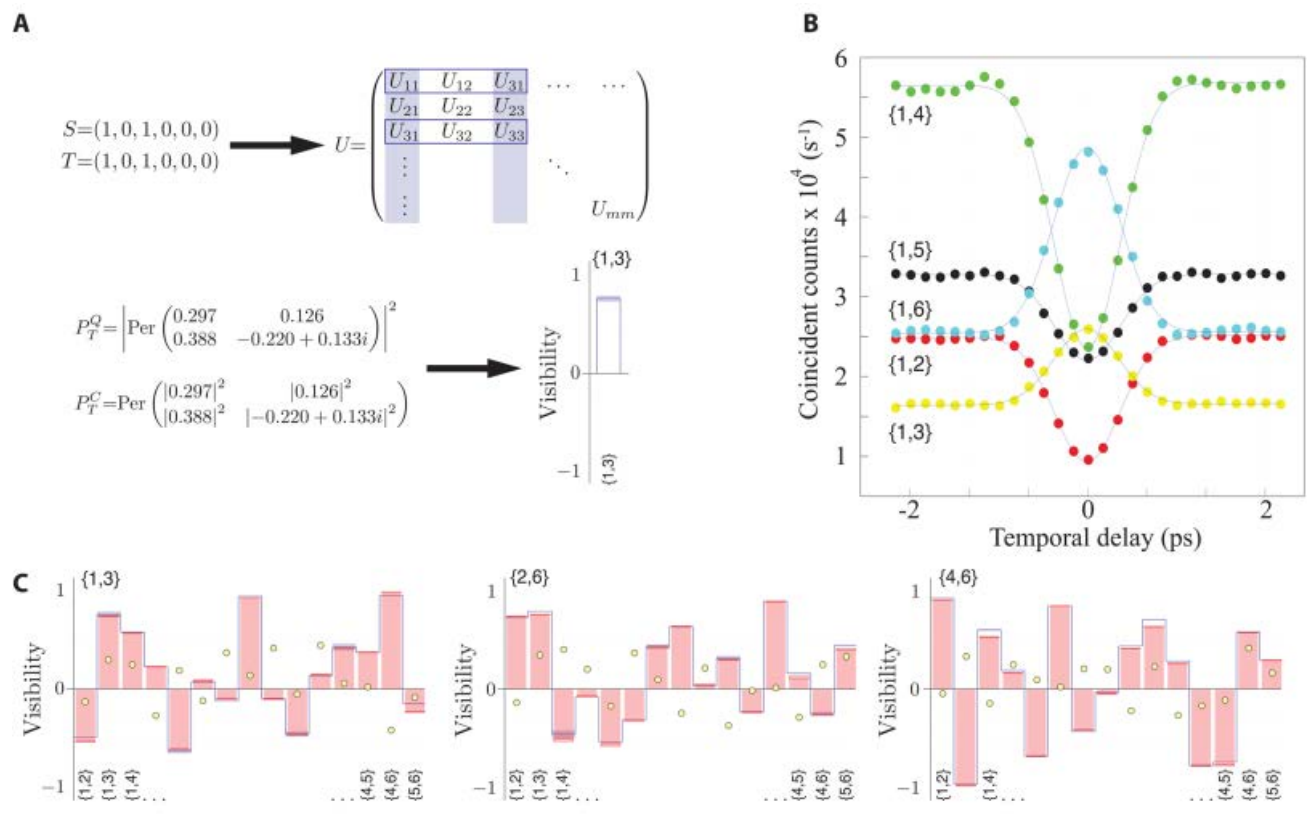 A
S=(1, 0, 1, 0, 0, 0)
T=(1, 0, 1, 0, 0, 0)
U=
U11 U12 U31 ... ...
U21 U22 U23
U31 U32 U33
⋮ ⋱
⋮ Umm
P_T^Q=|Per (0.297 0.126
0.388 -0.220 + 0.133i)|^2
P_T^C=Per (|0.297|^2 |0.126|^2
|0.388|^2 |-0.220 + 0.133i|^2)
{1,3}
1
Visibility
0
-1
{1,3}
B
Coincident counts x 10^4 (s^-1)
6
5
4
3
2
1
{1,4}
{1,5}
{1,6}
{1,2}
{1,3}
-2 0 2
Temporal delay (ps)
C
{1,3}
1
Visibility
0
-1
{1,2} {1,3} {1,4} ... ... {4,5} {4,6} {5,6}
{2,6}
1
Visibility
0
-1
{1,2} {1,3} {1,4} ... ... {4,5} {4,6} {5,6}
{4,6}
1
Visibility
0
-1
{1,2} {1,4} ... ... {4,5} {4,6} {5,6}